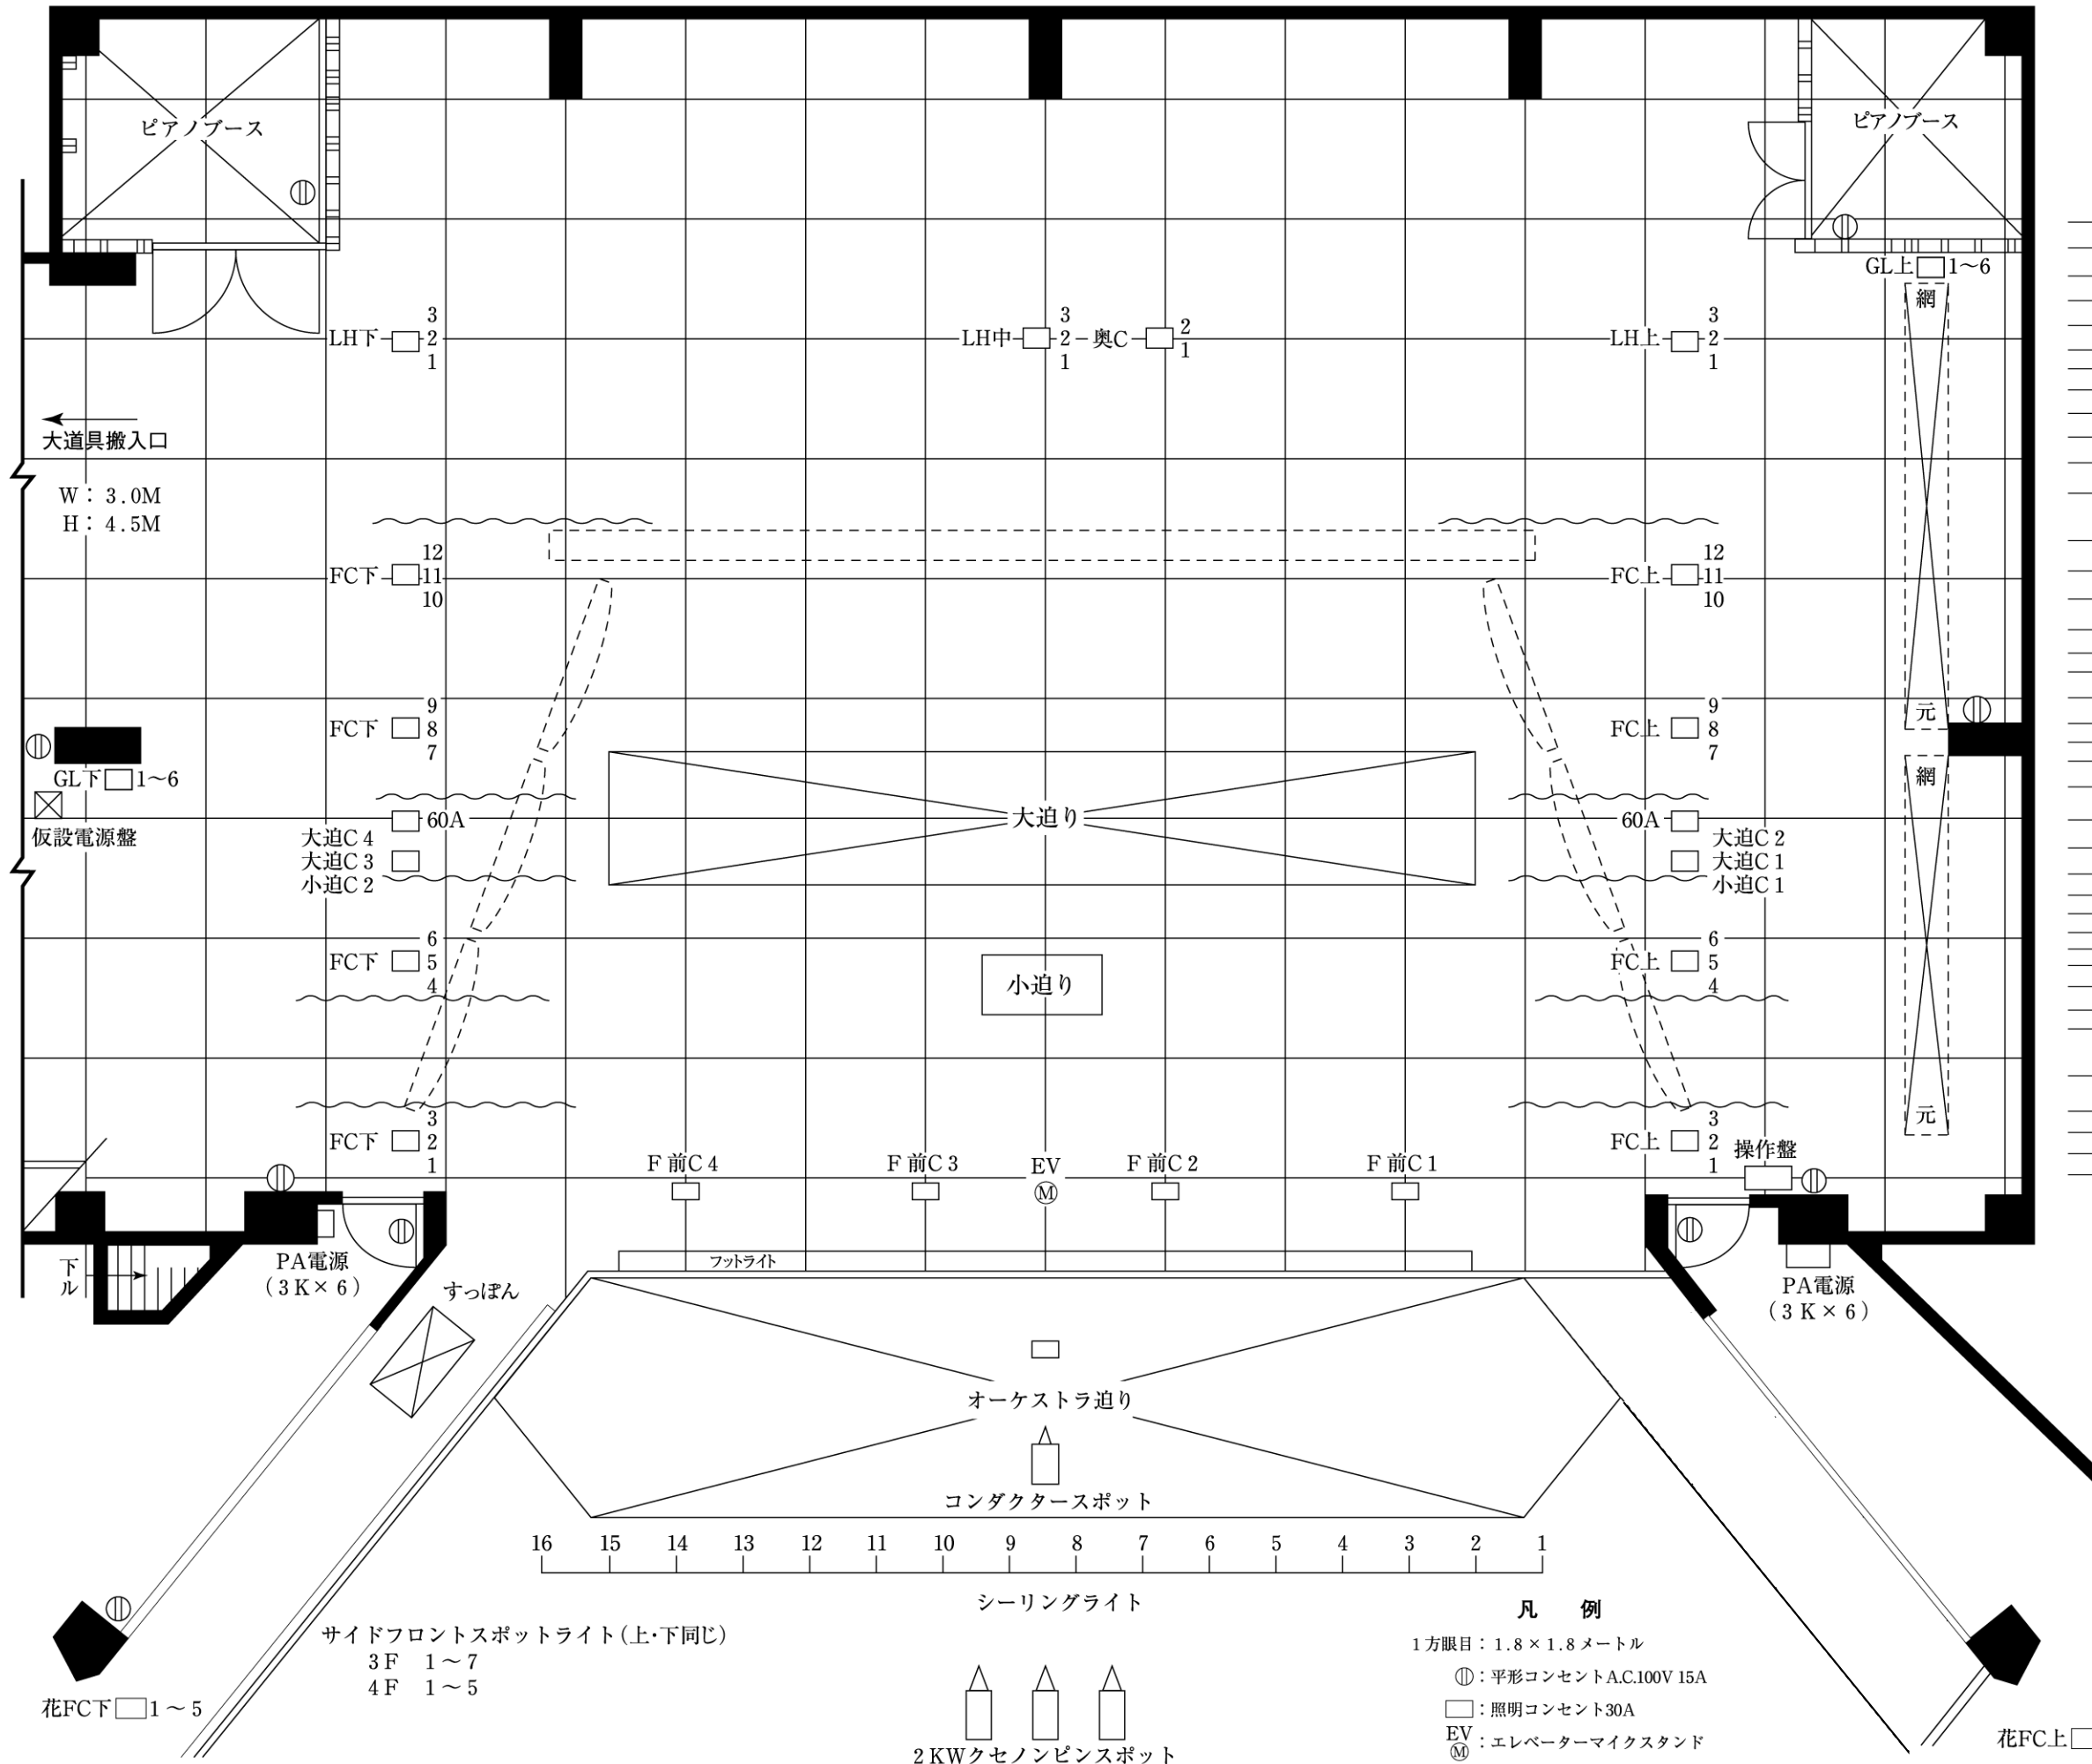 ピアノブース
ピアノブース
GL上 1〜6
網
LH下 3 2 1
LH中 3 2 1
奥C 2 1
LH上 3 2 1
大道具搬入口
W：3.0M
H：4.5M
FC下 12 11 10
FC上 12 11 10
FC下 9 8 7
FC上 9 8 7
元
GL下 1〜6
網
仮設電源盤
60A
大迫C4
大迫C3
小迫C2
大迫り
60A
大迫C2
大迫C1
小迫C1
FC下 6 5 4
小迫り
FC上 6 5 4
元
FC下 3 2 1
F前C4
F前C3
EV
M
F前C2
F前C1
FC上 3 2 1
操作盤
下ル
PA電源
（3K×6）
すっぽん
フットライト
PA電源
（3K×6）
オーケストラ迫り
コンダクタースポット
16 15 14 13 12 11 10 9 8 7 6 5 4 3 2 1
シーリングライト
サイドフロントスポットライト（上・下同じ）
3F 1〜7
4F 1〜5
花FC下 1〜5
2KWクセノンピンスポット
凡 例
1方眼目：1.8×1.8メートル
：平形コンセントA.C.100V 15A
：照明コンセント30A
EV
M：エレベーターマイクスタンド
花FC上